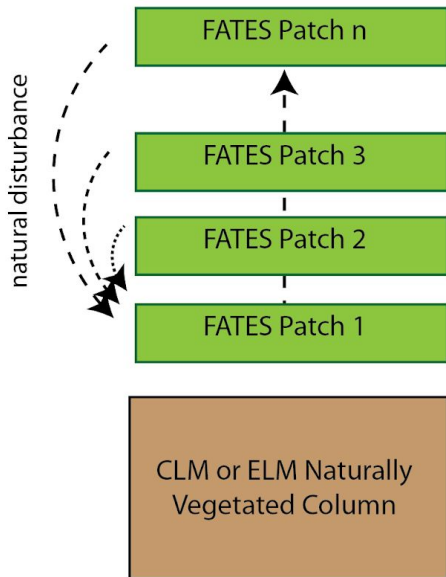 FATES Patch n
natural disturbance
FATES Patch 3
FATES Patch 2
FATES Patch 1
CLM or ELM Naturally
Vegetated Column